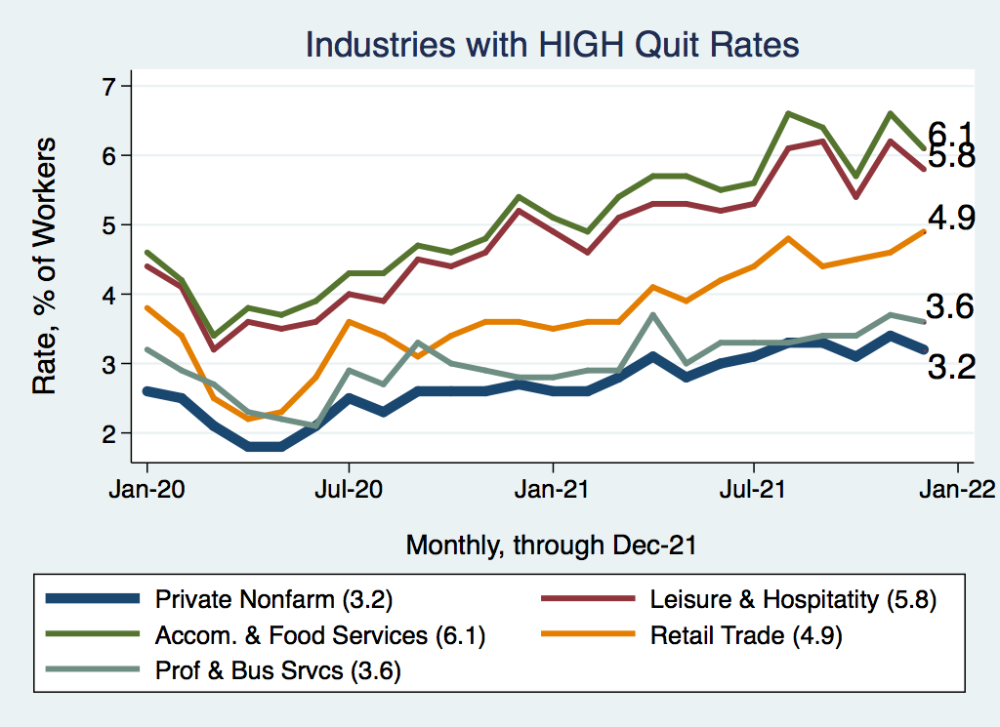 Industries with HIGH Quit Rates
Rate, % of Workers
7
6
5
4
3
2
6.1
5.8
4.9
3.6
3.2
Jan-20 Jul-20 Jan-21 Jul-21 Jan-22
Monthly, through Dec-21
Private Nonfarm (3.2) Leisure & Hospitatity (5.8)
Accom. & Food Services (6.1) Retail Trade (4.9)
Prof & Bus Srvcs (3.6)